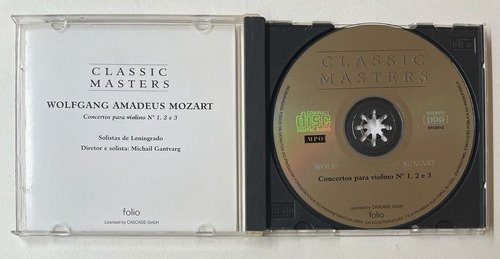 CLASSIC
MASTERS
WOLFGANG AMADEUS MOZART
Concertos para violino Nº 1, 2 e 3
Solistas de Leningrado
Diretor e solista: Michail Gantvarg
folio
Licensed by CASCADE GmbH
CLASSIC
MASTERS
COMPACT
disc
DIGITAL AUDIO
MPO
STEREO
DDD
MOZART
Concertos para violino Nº 1, 2 e 3
folio
Licensed by CASCADE GmbH